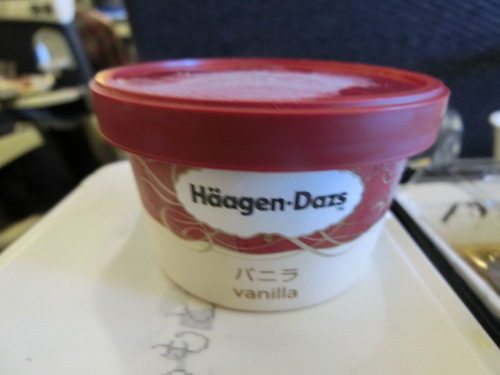 Häagen-Dazs
バニラ
vanilla